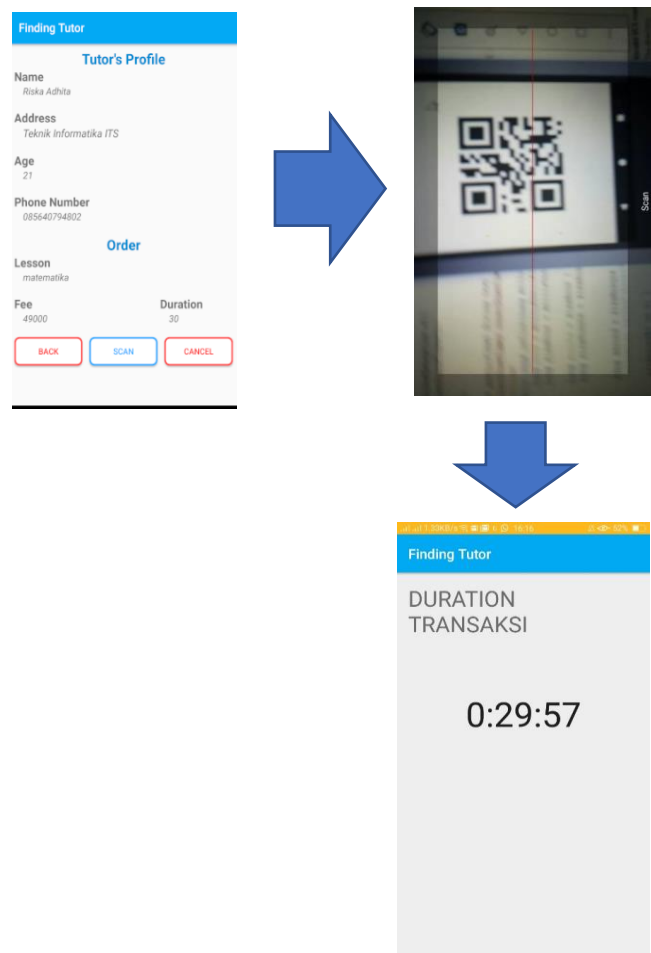 Finding Tutor
Tutor's Profile
Name
Riska Adhita
Address
Teknik Informatika ITS
Age
21
Phone Number
085640794802
Order
Lesson
matematika
Fee Duration
49000 30
BACK SCAN CANCEL
Scan
16:16
52%
Finding Tutor
DURATION
TRANSAKSI
0:29:57